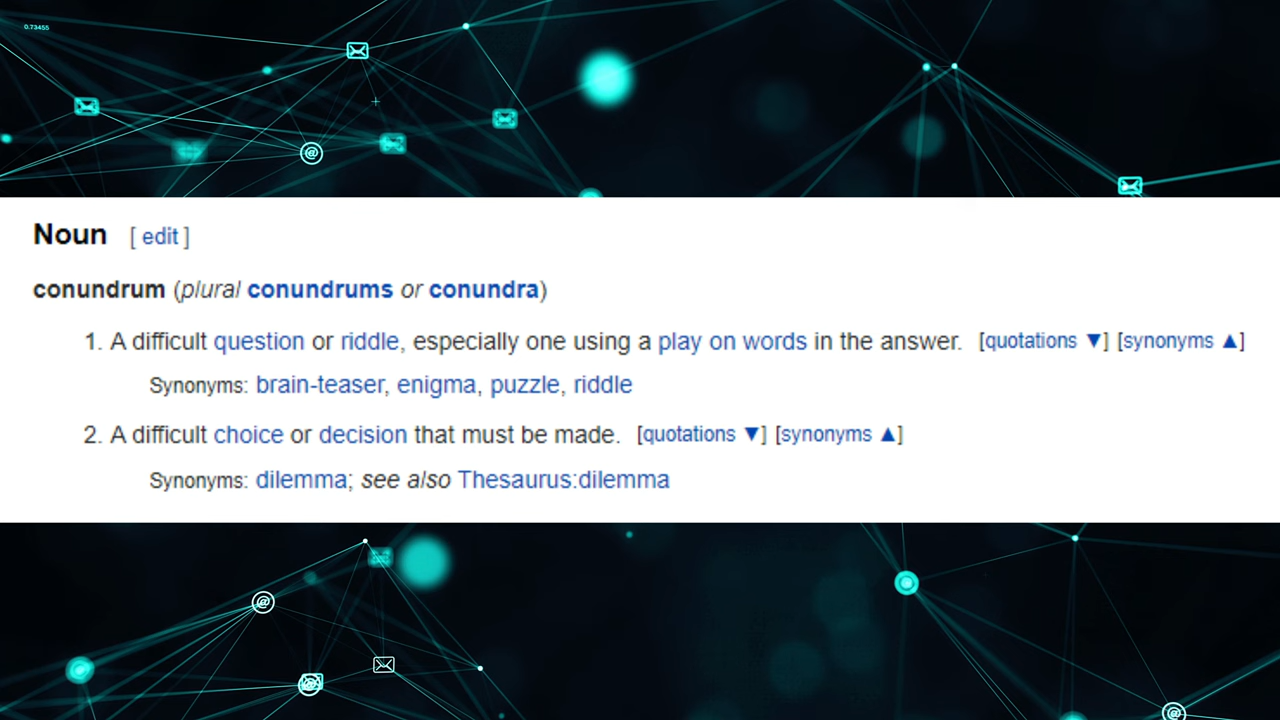 0.73455
Noun [ edit ]
conundrum (plural conundrums or conundra)
1. A difficult question or riddle, especially one using a play on words in the answer. [quotations ▼] [synonyms ▲]
Synonyms: brain-teaser, enigma, puzzle, riddle
2. A difficult choice or decision that must be made. [quotations ▼] [synonyms ▲]
Synonyms: dilemma; see also Thesaurus:dilemma